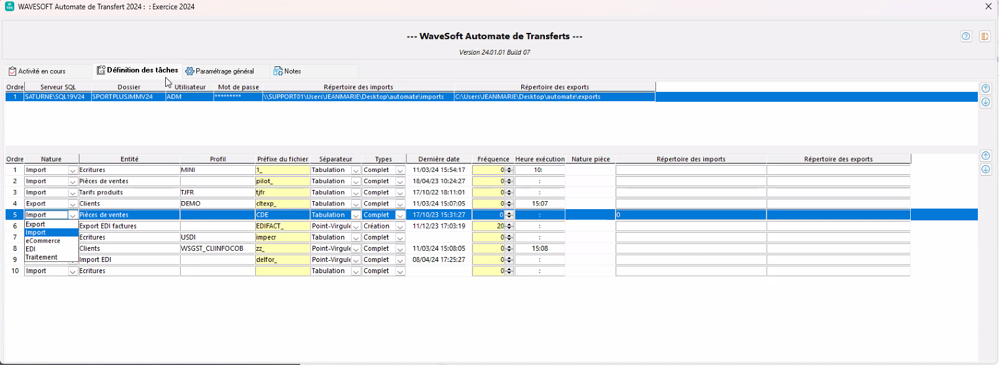 WAVESOFT Automate de Transfert 2024 : : Exercice 2024
--- WaveSoft Automate de Transferts ---
Version 24.01.01 Build 07
Activité en cours Définition des tâches Paramétrage général Notes
Ordre Serveur SQL Dossier Utilisateur Mot de passe Répertoire des imports Répertoire des exports
1 SATURNE\SQL19V24 SPORTPLUSJMMV24 ADM ********* \\SUPPORT01\Users\JEANMARIE\Desktop\automate\imports C:\Users\JEANMARIE\Desktop\automate\exports
Ordre Nature Entité Profil Préfixe du fichier Séparateur Types Dernière date Fréquence Heure exécution Nature pièce Répertoire des imports Répertoire des exports
1 Import Ecritures MINI 1_ Tabulation Complet 11/03/24 15:54:17 0 10:
2 Import Pièces de ventes pilot_ Tabulation Complet 18/04/23 10:24:27 0 :
3 Import Tarifs produits TJFR tjfr Tabulation Complet 17/10/22 18:11:01 0 :
4 Export Clients DEMO cltexp_ Tabulation Complet 11/03/24 15:07:05 0 15:07
5 Import Pièces de ventes CDE Tabulation Complet 17/10/23 15:31:27 0 : 0
Export
Import
eCommerce
EDI
Traitement
6 Export EDI factures EDIFACT_ Point-Virgule Création 11/12/23 17:03:19 20 :
7 Ecritures USDI impecr Tabulation Complet 0 :
8 Clients WSGST_CLIINFOCOB zz_ Tabulation Complet 11/03/24 15:08:05 0 15:08
9 Import EDI delfor_ Point-Virgule Complet 08/04/24 17:25:27 0 :
10 Import Ecritures Tabulation Complet 0 :